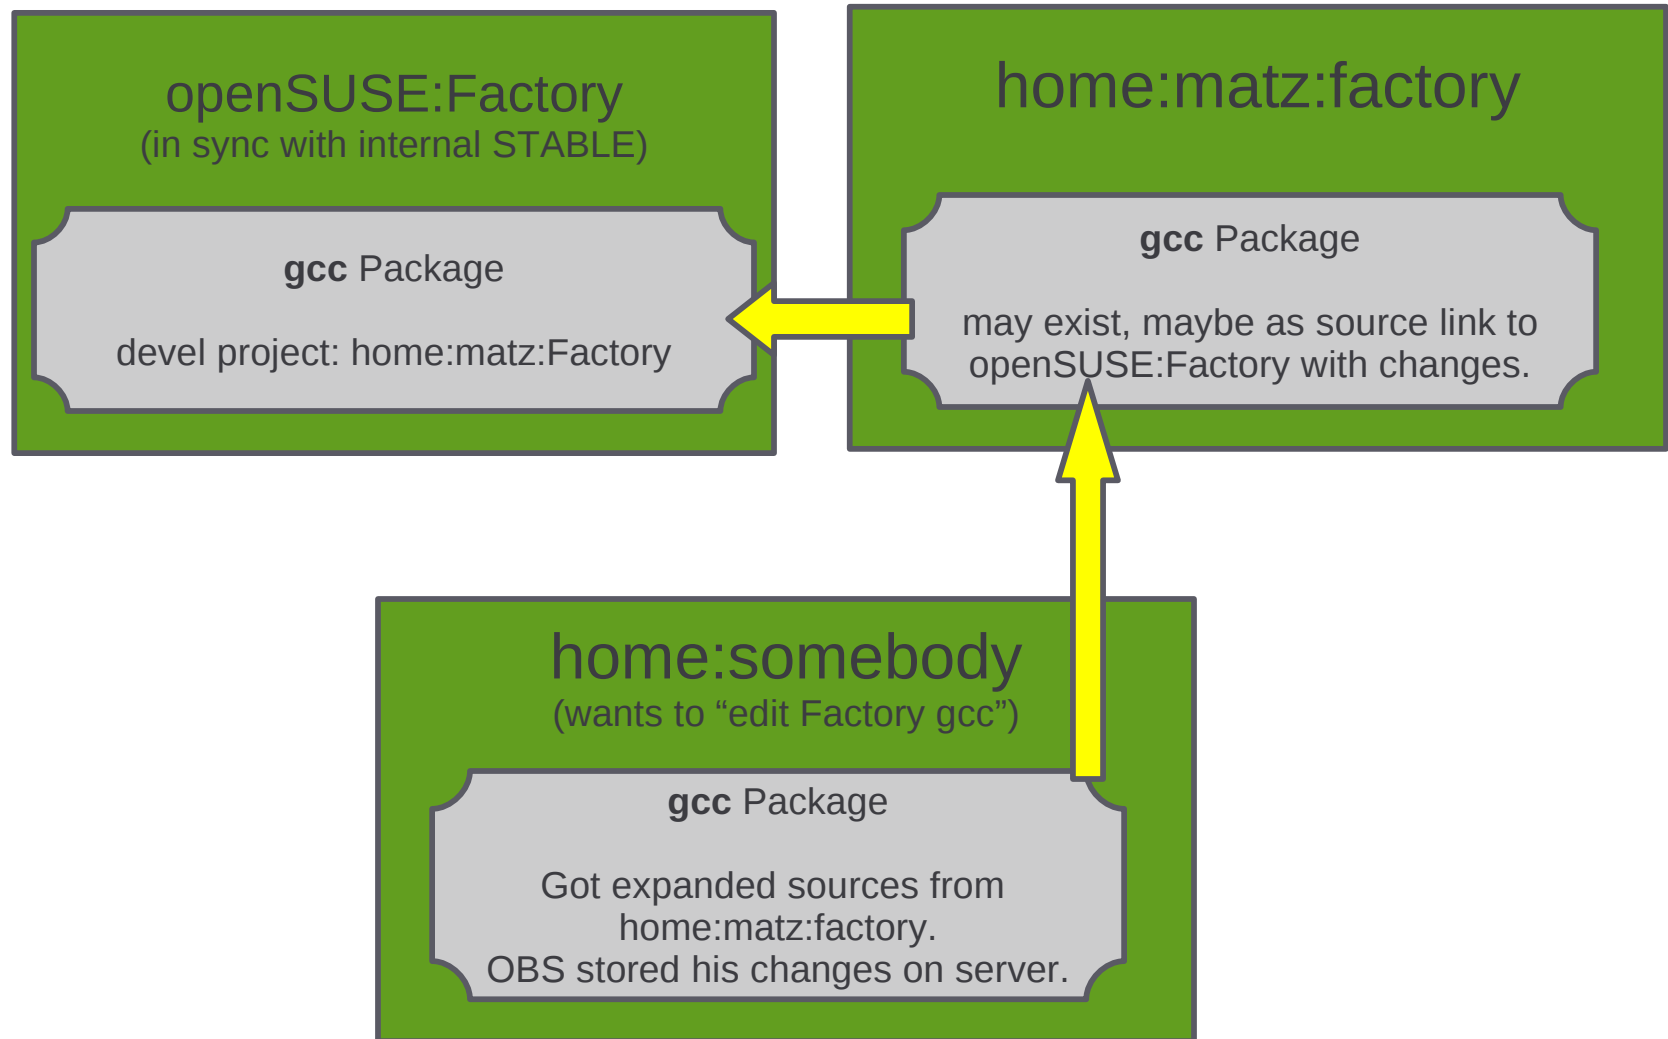 openSUSE:Factory
(in sync with internal STABLE)
gcc Package
devel project: home:matz:Factory
home:matz:factory
gcc Package
may exist, maybe as source link to
openSUSE:Factory with changes.
home:somebody
(wants to “edit Factory gcc”)
gcc Package
Got expanded sources from
home:matz:factory.
OBS stored his changes on server.